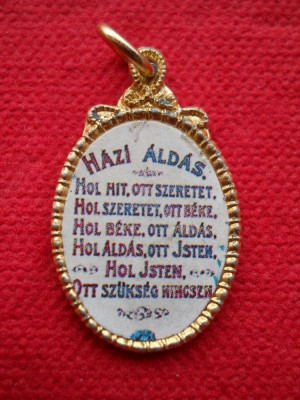 HÁZI ÁLDÁS.
HOL HIT, OTT SZERETET,
HOL SZERETET, OTT BÉKE,
HOL BÉKE, OTT ÁLDÁS,
HOL ÁLDÁS, OTT JSTEN,
HOL JSTEN,
OTT SZÜKSÉG NINCSEN.